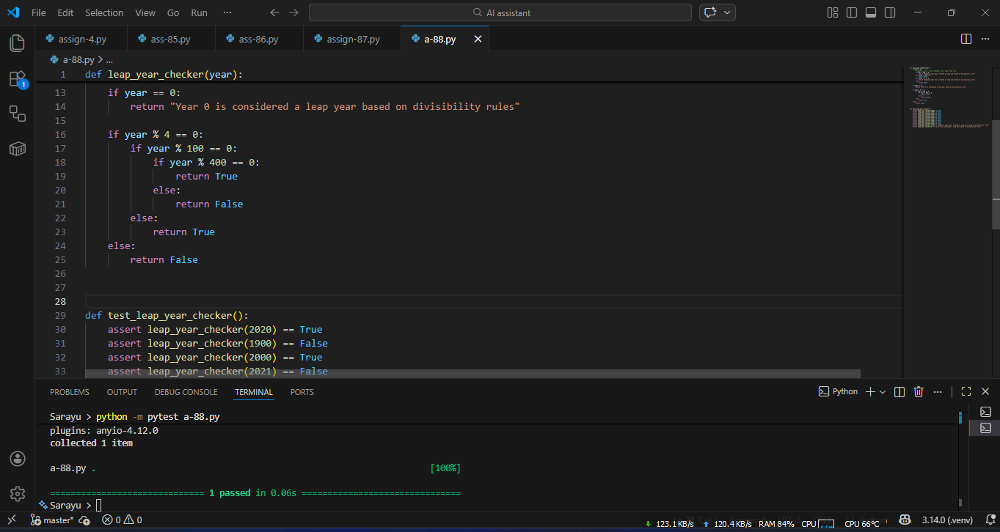 File Edit Selection View Go Run ··· AI assistant
assign-4.py ass-85.py ass-86.py assign-87.py a-88.py
a-88.py > ...
1 def leap_year_checker(year):
13 if year == 0:
14 return "Year 0 is considered a leap year based on divisibility rules"
15
16 if year % 4 == 0:
17 if year % 100 == 0:
18 if year % 400 == 0:
19 return True
20 else:
21 return False
22 else:
23 return True
24 else:
25 return False
26
27
28
29 def test_leap_year_checker():
30 assert leap_year_checker(2020) == True
31 assert leap_year_checker(1900) == False
32 assert leap_year_checker(2000) == True
33 assert leap_year_checker(2021) == False
PROBLEMS OUTPUT DEBUG CONSOLE TERMINAL PORTS Python
Sarayu > python -m pytest a-88.py
plugins: anyio-4.12.0
collected 1 item
a-88.py . [100%]
============================ 1 passed in 0.06s =============================
Sarayu >
1
master* 0 0 3.14.0 (.venv)
123.1 KB/s 120.4 KB/s RAM 84% CPU CPU 66°C